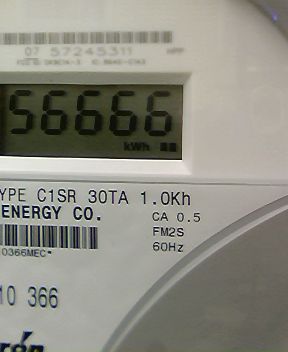 07 57245311
56666
kWh
YPE C1SR 30TA 1.0Kh
ENERGY CO.
CA 0.5
FM2S
60Hz
0366MEC*
10 366
rón